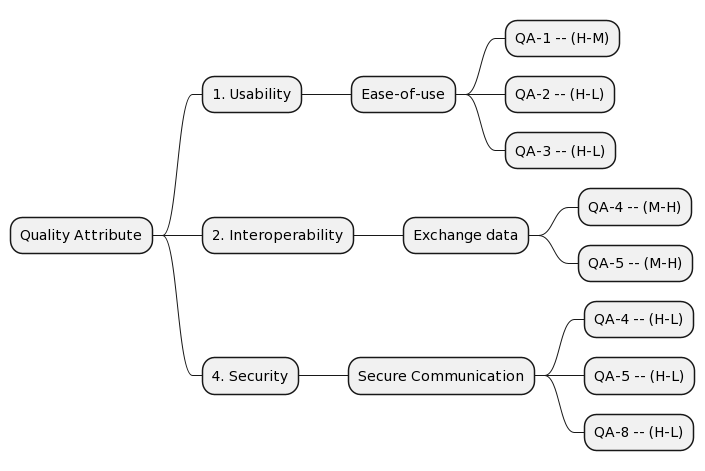 Quality Attribute
1. Usability
Ease-of-use
QA-1 -- (H-M)
QA-2 -- (H-L)
QA-3 -- (H-L)
2. Interoperability
Exchange data
QA-4 -- (M-H)
QA-5 -- (M-H)
4. Security
Secure Communication
QA-4 -- (H-L)
QA-5 -- (H-L)
QA-8 -- (H-L)